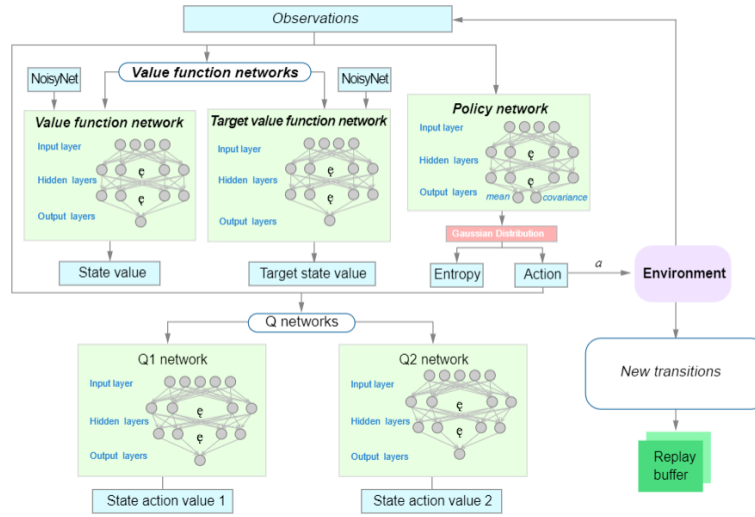 Observations
Value function networks
NoisyNet
NoisyNet
Value function network
Input layer
ę
Hidden layers
ę
Output layers
State value
Target value function network
Input layer
ę
Hidden layers
ę
Output layers
Target state value
Policy network
Input layer
ę
Hidden layers
ę
Output layers
mean
covariance
Gaussian Distribution
Entropy
Action
a
Environment
New transitions
Replay
buffer
Q networks
Q1 network
Input layer
ę
Hidden layers
ę
Output layers
State action value 1
Q2 network
Input layer
ę
Hidden layers
ę
Output layers
State action value 2